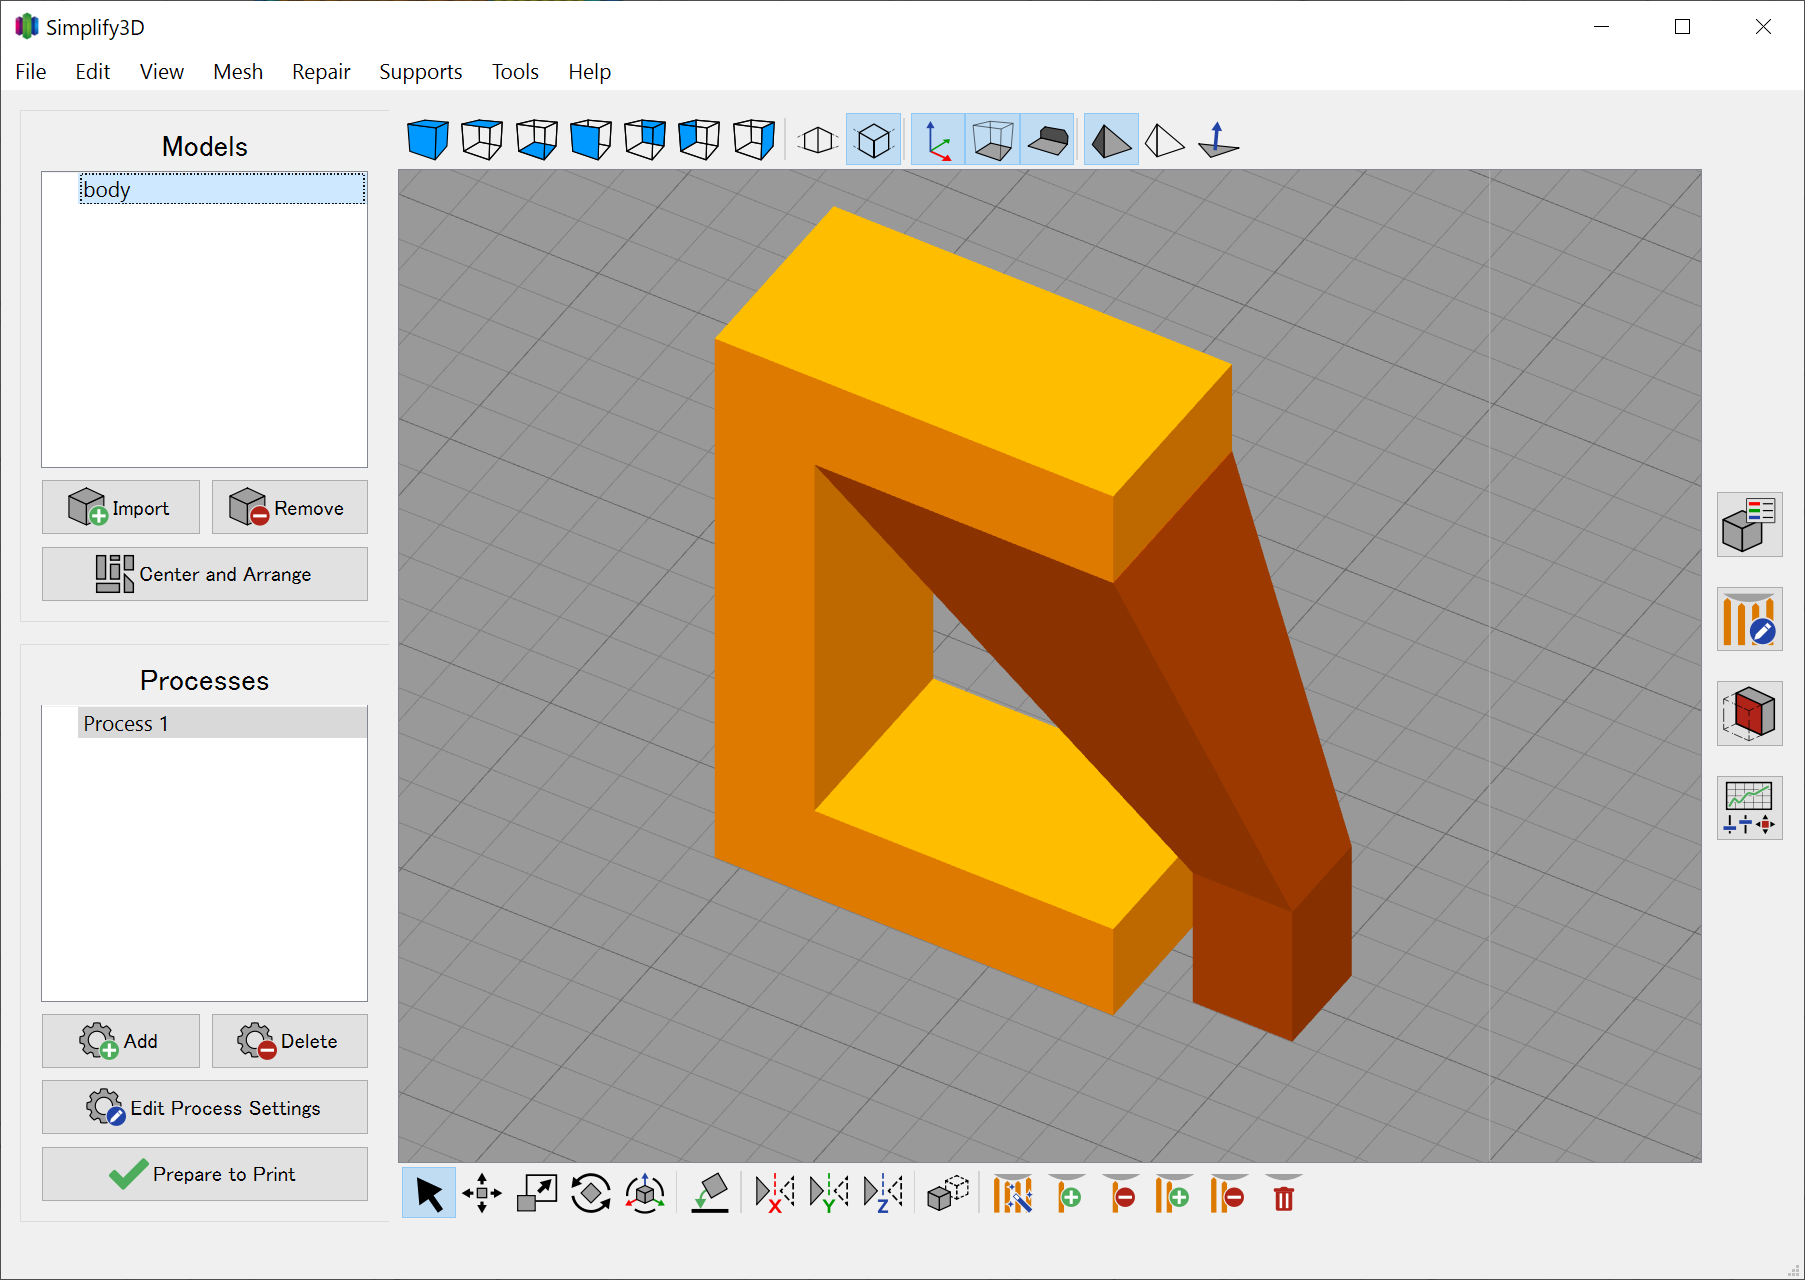 Simplify3D
File Edit View Mesh Repair Supports Tools Help
Models
body
Import Remove
Center and Arrange
Processes
Process 1
Add Delete
Edit Process Settings
Prepare to Print
X Y Z